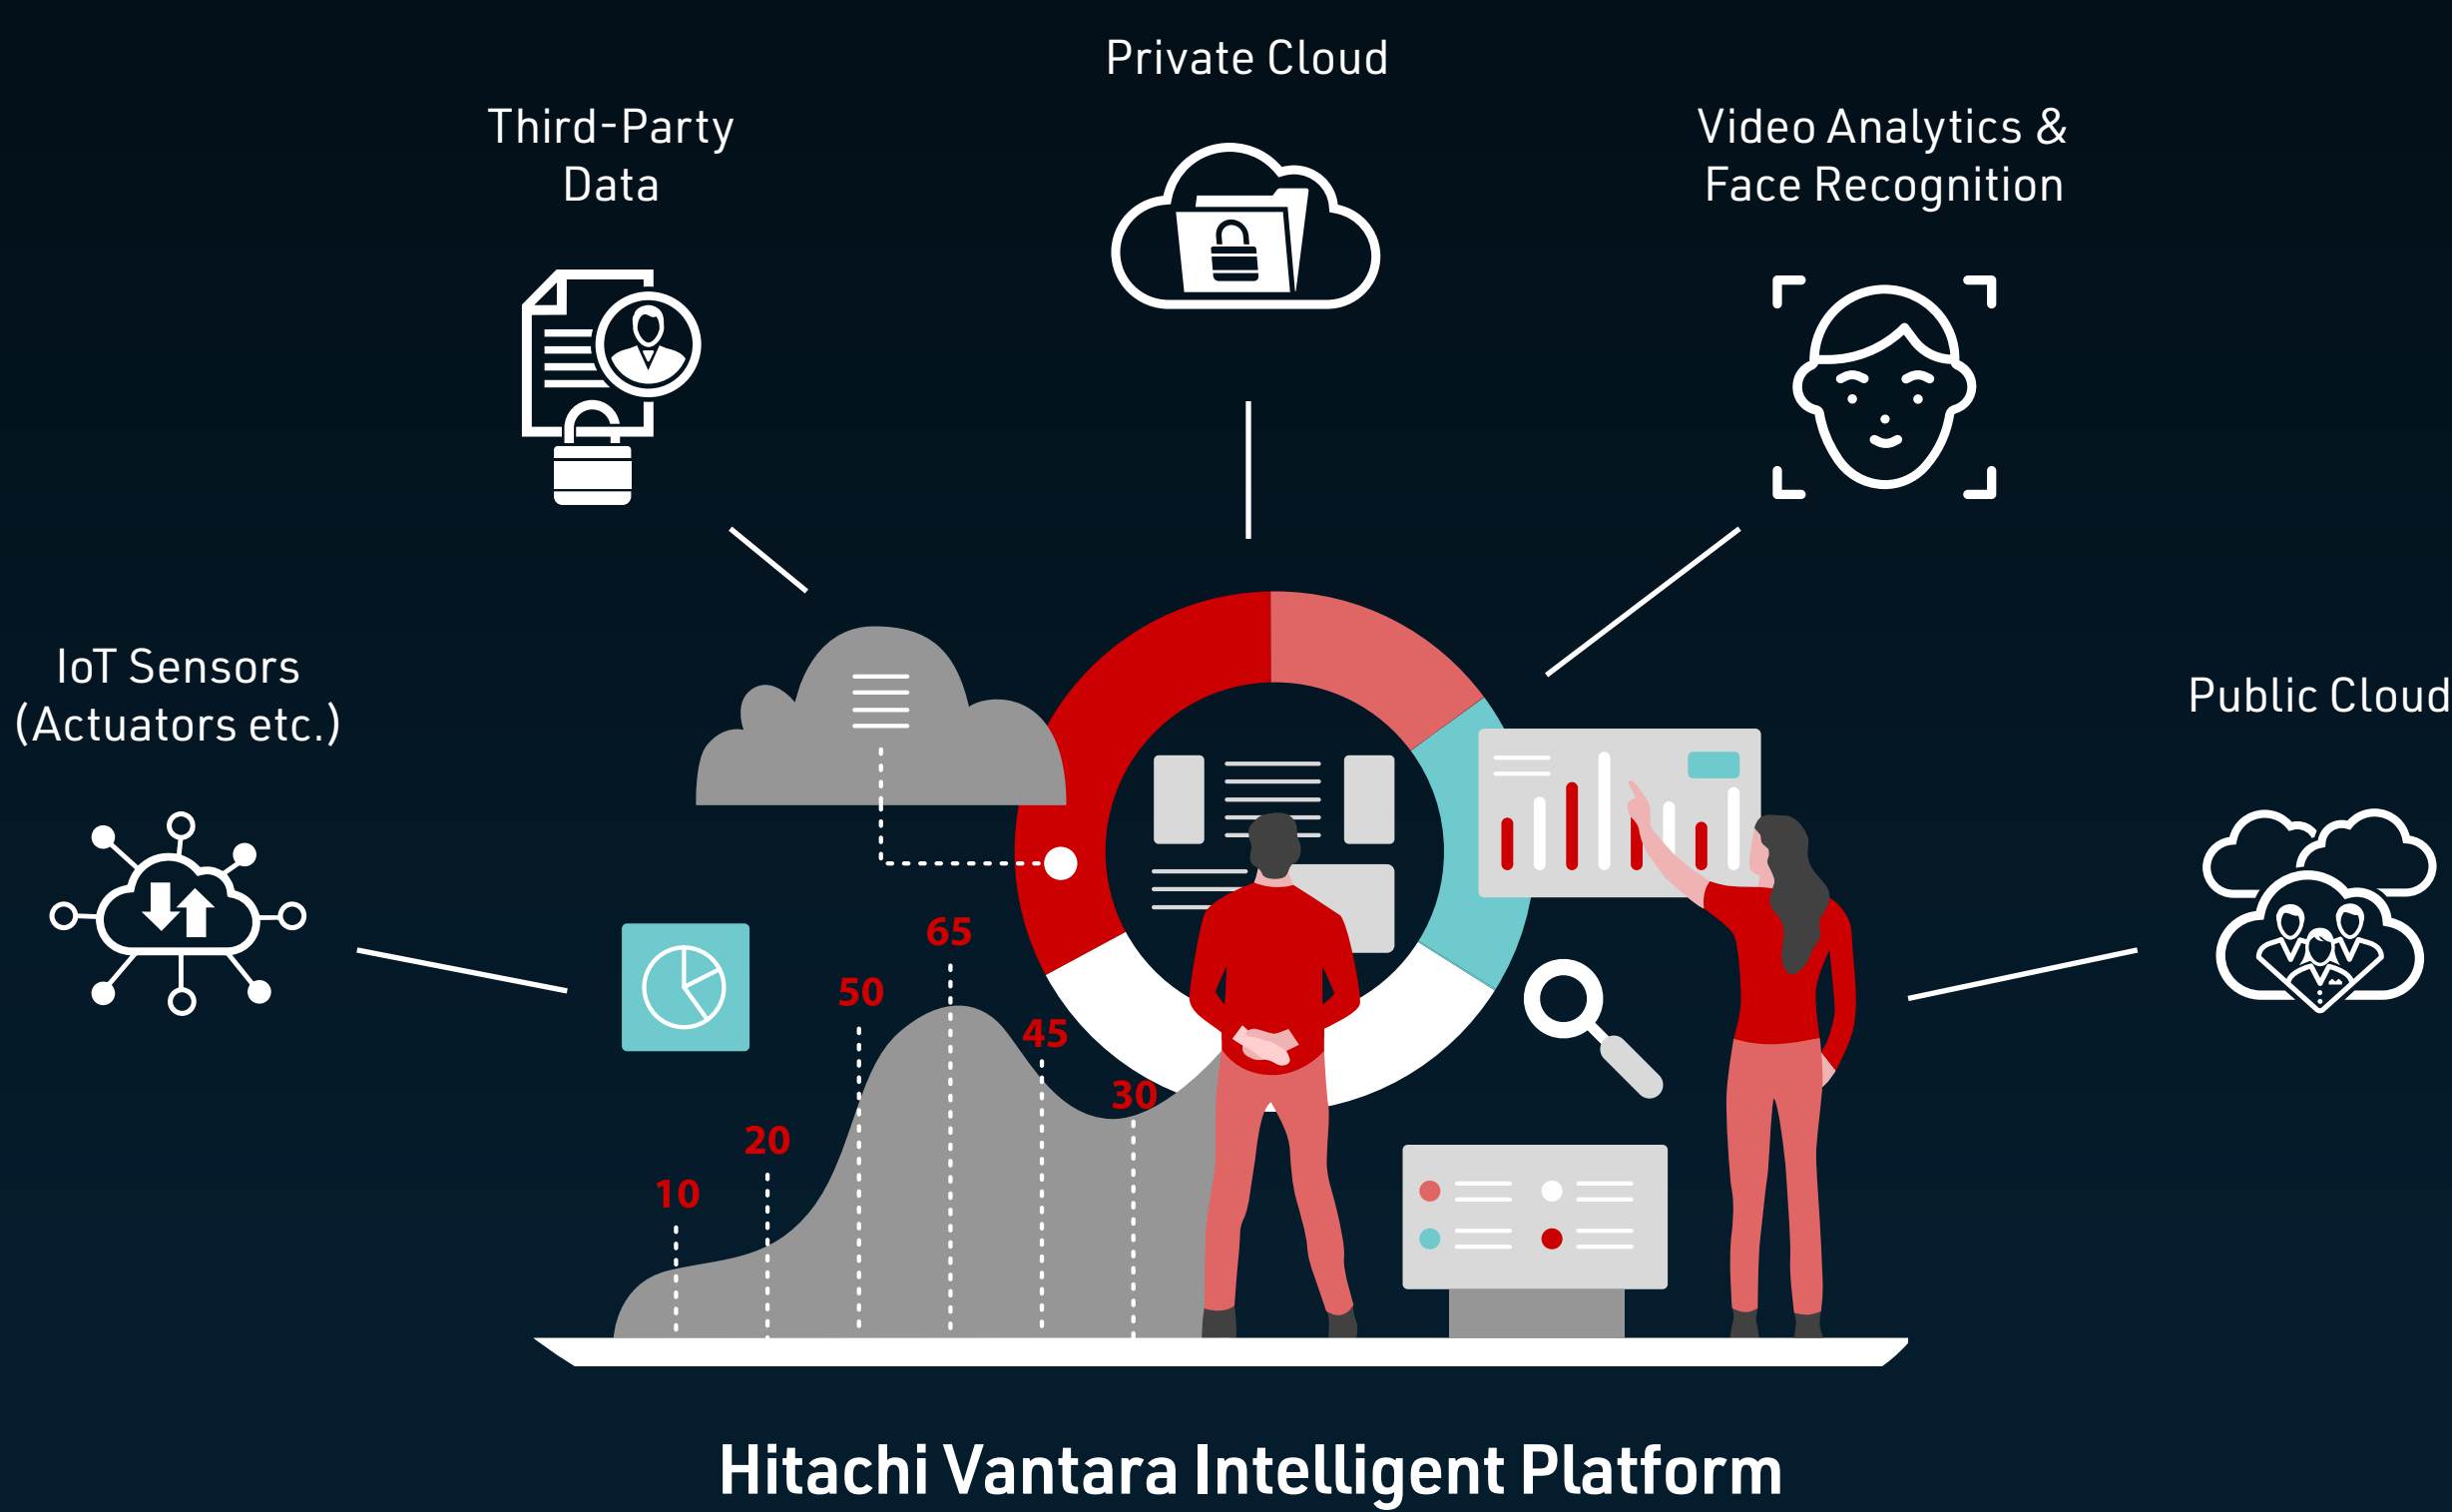 Private Cloud
Third-Party
Data
Video Analytics &
Face Recognition
IoT Sensors
(Actuators etc.)
Public Cloud
65
50
45
30
20
10
Hitachi Vantara Intelligent Platform